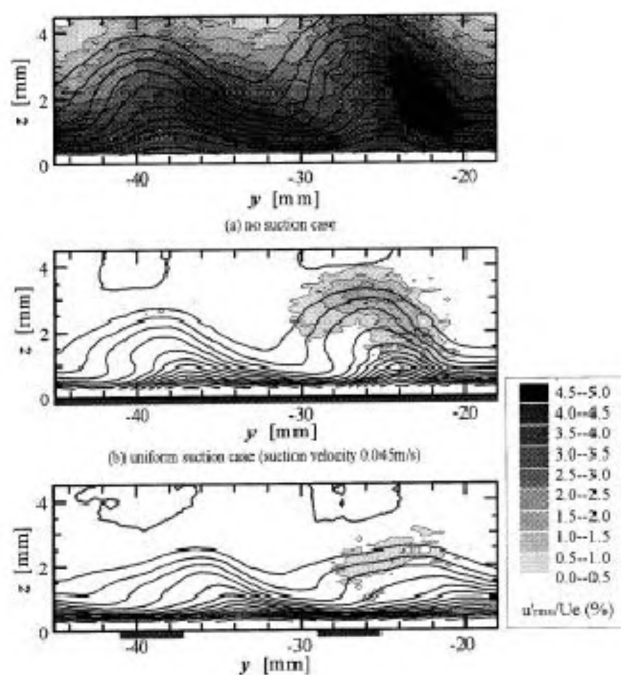 4
2
0
z [mm]
-40 -30 -20
y [mm]
(a) no suction case
4
2
0
z [mm]
-40 -30 -20
y [mm]
(b) uniform suction case (suction velocity 0.045m/s)
4
2
0
z [mm]
-40 -30 -20
y [mm]
4.5--5.0
4.0--4.5
3.5--4.0
3.0--3.5
2.5--3.0
2.0--2.5
1.5--2.0
1.0--1.5
0.5--1.0
0.0--0.5
u'rms/Ue (%)